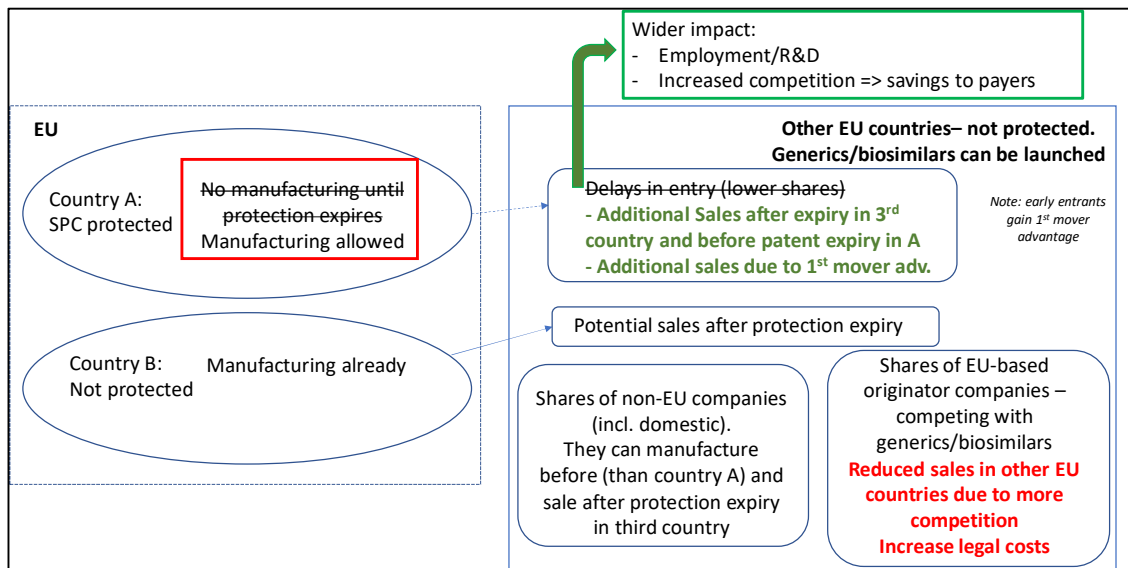 Wider impact:
- Employment/R&D
- Increased competition => savings to payers
EU
Country A:
SPC protected
No manufacturing until
protection expires
Manufacturing allowed
Country B:
Not protected
Manufacturing already
Other EU countries– not protected.
Generics/biosimilars can be launched
Delays in entry (lower shares)
- Additional Sales after expiry in 3rd
country and before patent expiry in A
- Additional sales due to 1st mover adv.
Note: early entrants
gain 1st mover
advantage
Potential sales after protection expiry
Shares of non-EU companies
(incl. domestic).
They can manufacture
before (than country A) and
sale after protection expiry
in third country
Shares of EU-based
originator companies –
competing with
generics/biosimilars
Reduced sales in other EU
countries due to more
competition
Increase legal costs